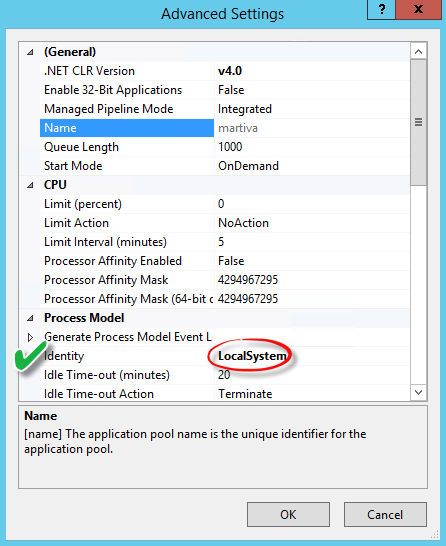 Advanced Settings
?
(General)
.NET CLR Version v4.0
Enable 32-Bit Applications False
Managed Pipeline Mode Integrated
Name martiva
Queue Length 1000
Start Mode OnDemand
CPU
Limit (percent) 0
Limit Action NoAction
Limit Interval (minutes) 5
Processor Affinity Enabled False
Processor Affinity Mask 4294967295
Processor Affinity Mask (64-bit o 4294967295
Process Model
Generate Process Model Event L
Identity LocalSystem
Idle Time-out (minutes) 20
Idle Time-out Action Terminate
Name
[name] The application pool name is the unique identifier for the
application pool.
OK Cancel